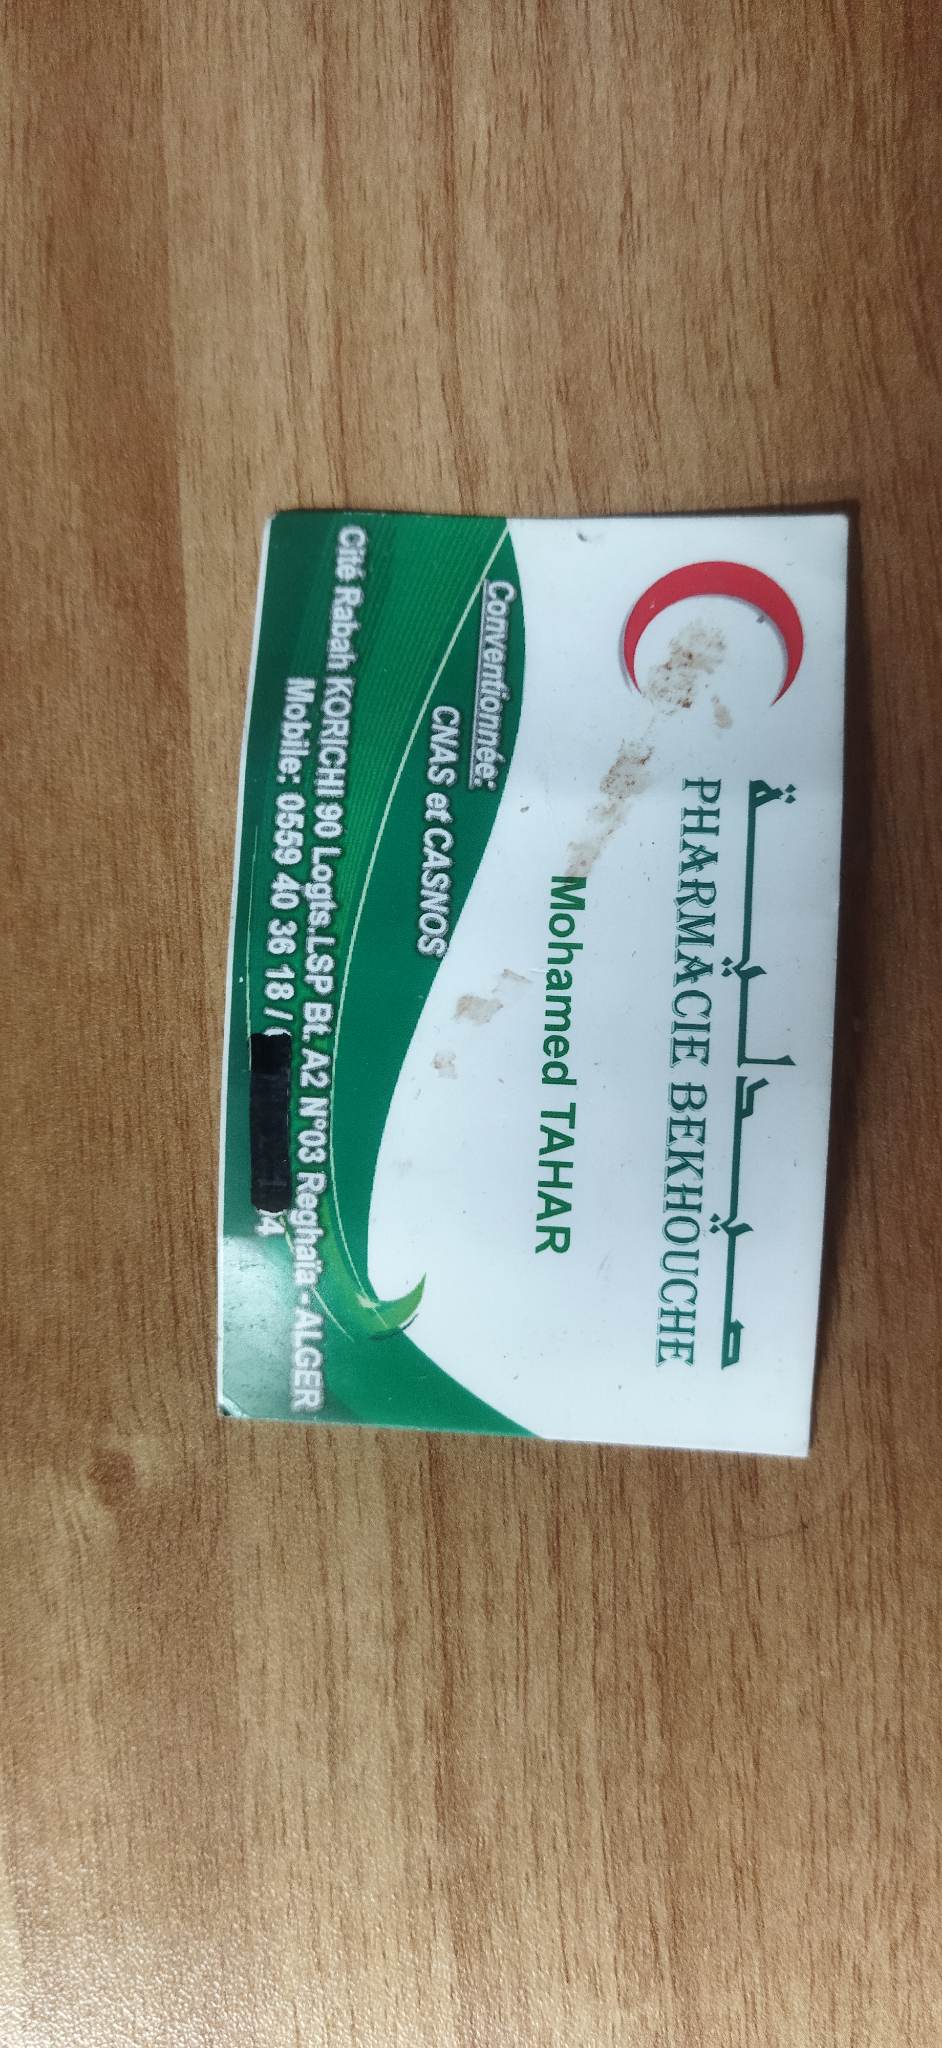 صيدلية
PHARMACIE BEKHOUCHE
Mohamed TAHAR
Conventionnée:
CNAS et CASNOS
Cité Rabah KORICHI 90 Logts.LSP Bt. A2 N°03 Reghaïa - ALGER
Mobile: 0559 40 36 18 /